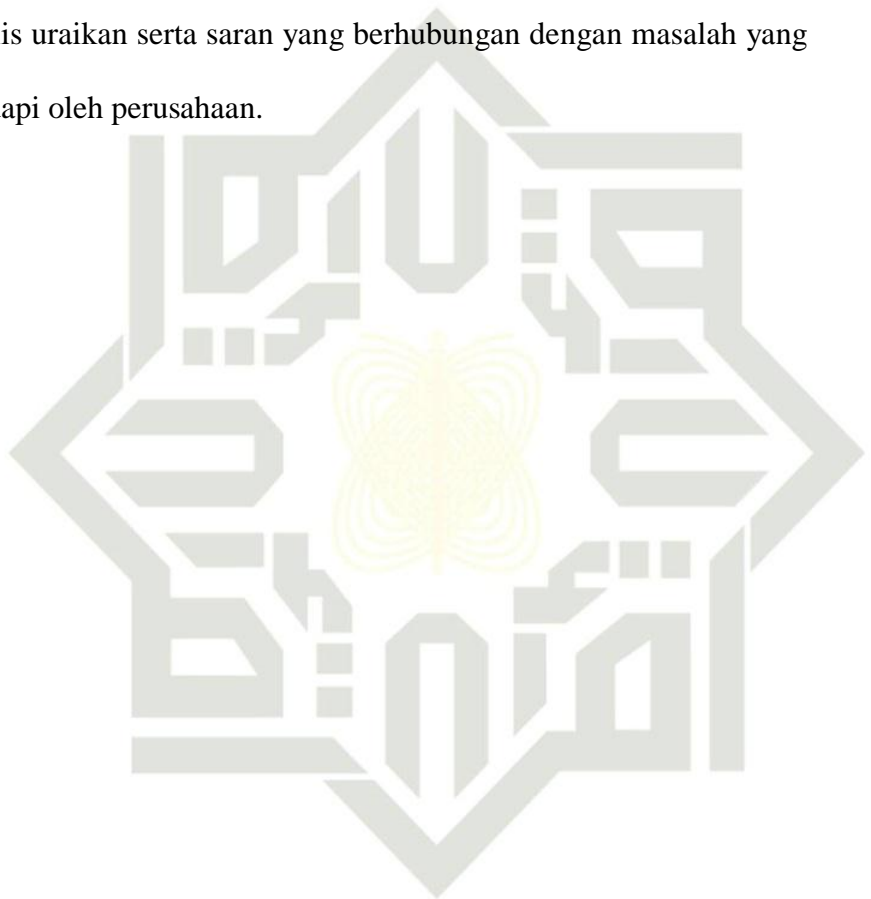 is uraikan serta saran yang berhubungan dengan masalah yang
api oleh perusahaan.